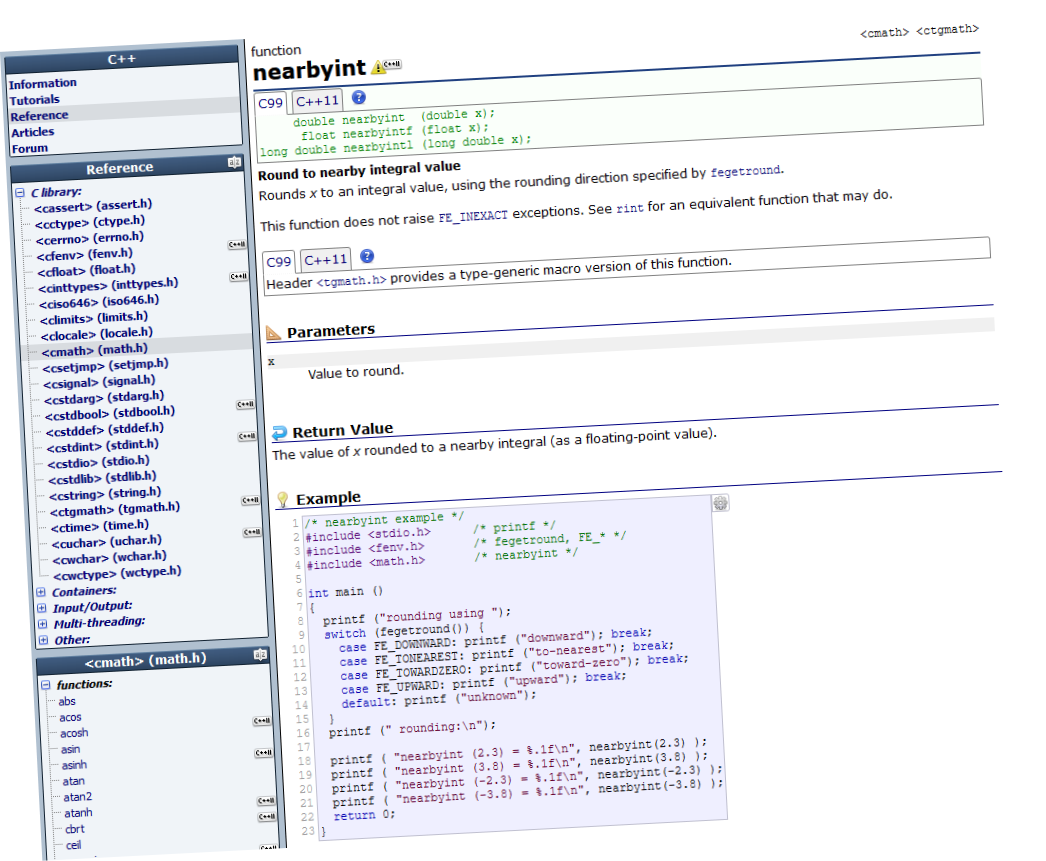 C++
Information
Tutorials
Reference
Articles
Forum
Reference
C library:
<cassert> (assert.h)
<cctype> (ctype.h)
<cerrno> (errno.h)
<cfenv> (fenv.h)
<cfloat> (float.h)
<cinttypes> (inttypes.h)
<ciso646> (iso646.h)
<climits> (limits.h)
<clocale> (locale.h)
<cmath> (math.h)
<csetjmp> (setjmp.h)
<csignal> (signal.h)
<cstdarg> (stdarg.h)
<cstdbool> (stdbool.h)
<cstddef> (stddef.h)
<cstdint> (stdint.h)
<cstdio> (stdio.h)
<cstdlib> (stdlib.h)
<cstring> (string.h)
<ctgmath> (tgmath.h)
<ctime> (time.h)
<cuchar> (uchar.h)
<cwchar> (wchar.h)
<cwctype> (wctype.h)
Containers:
Input/Output:
Multi-threading:
Other:
<cmath> (math.h)
functions:
abs
acos
acosh
asin
asinh
atan
atan2
atanh
cbrt
ceil
function
<cmath> <ctgmath>
nearbyint
C99 C++11
double nearbyint (double x);
float nearbyintf (float x);
long double nearbyintl (long double x);
Round to nearby integral value
Rounds x to an integral value, using the rounding direction specified by fegetround.
This function does not raise FE_INEXACT exceptions. See rint for an equivalent function that may do.
C99 C++11
Header <tgmath.h> provides a type-generic macro version of this function.
Parameters
x
Value to round.
Return Value
The value of x rounded to a nearby integral (as a floating-point value).
Example
1 /* nearbyint example */
2 #include <stdio.h> /* printf */
3 #include <fenv.h> /* fegetround, FE_* */
4 #include <math.h> /* nearbyint */
5
6 int main ()
7 {
8 printf ("rounding using ");
9 switch (fegetround()) {
10 case FE_DOWNWARD: printf ("downward"); break;
11 case FE_TONEAREST: printf ("to-nearest"); break;
12 case FE_TOWARDZERO: printf ("toward-zero"); break;
13 case FE_UPWARD: printf ("upward"); break;
14 default: printf ("unknown");
15 }
16 printf (" rounding:\n");
17
18 printf ( "nearbyint (2.3) = %.1f\n", nearbyint(2.3) );
19 printf ( "nearbyint (3.8) = %.1f\n", nearbyint(3.8) );
20 printf ( "nearbyint (-2.3) = %.1f\n", nearbyint(-2.3) );
21 printf ( "nearbyint (-3.8) = %.1f\n", nearbyint(-3.8) );
22 return 0;
23 }